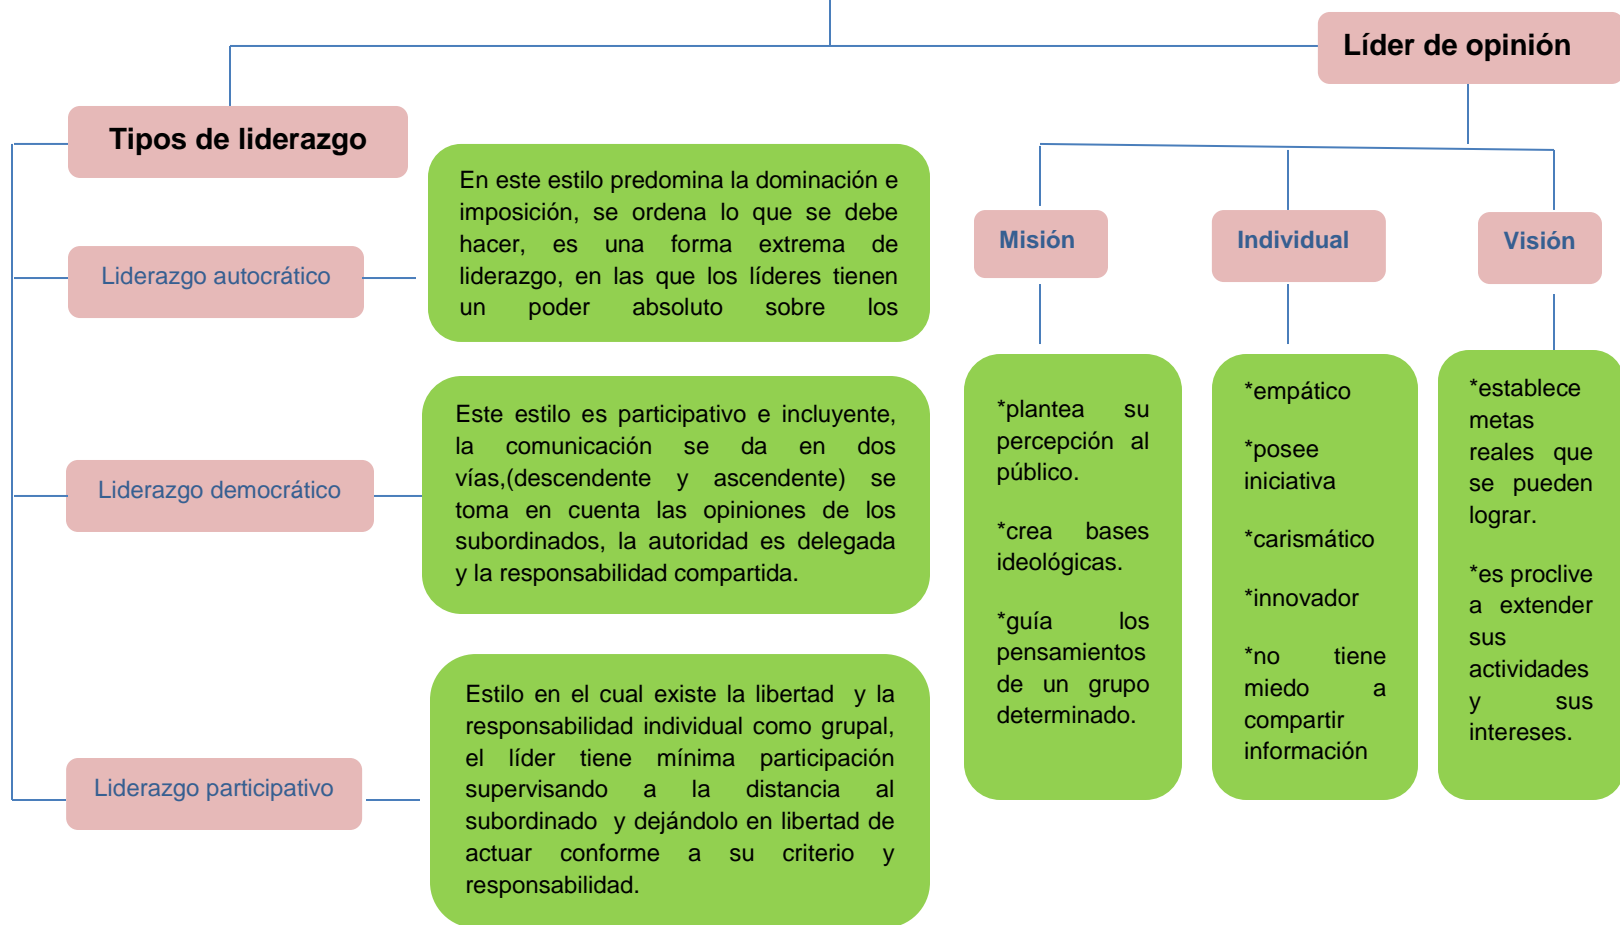 Líder de opinión
Tipos de liderazgo
En este estilo predomina la dominación e
imposición, se ordena lo que se debe
hacer, es una forma extrema de
liderazgo, en las que los líderes tienen
un poder absoluto sobre los
Liderazgo autocrático
Este estilo es participativo e incluyente,
la comunicación se da en dos
vías,(descendente y ascendente) se
toma en cuenta las opiniones de los
subordinados, la autoridad es delegada
y la responsabilidad compartida.
Liderazgo democrático
Estilo en el cual existe la libertad y la
responsabilidad individual como grupal,
el líder tiene mínima participación
supervisando a la distancia al
subordinado y dejándolo en libertad de
actuar conforme a su criterio y
responsabilidad.
Liderazgo participativo
Misión
*plantea su
percepción al
público.
*crea bases
ideológicas.
*guía los
pensamientos
de un grupo
determinado.
Individual
*empático
*posee
iniciativa
*carismático
*innovador
*no tiene
miedo a
compartir
información
Visión
*establece
metas
reales que
se pueden
lograr.
*es proclive
a extender
sus
actividades
y sus
intereses.